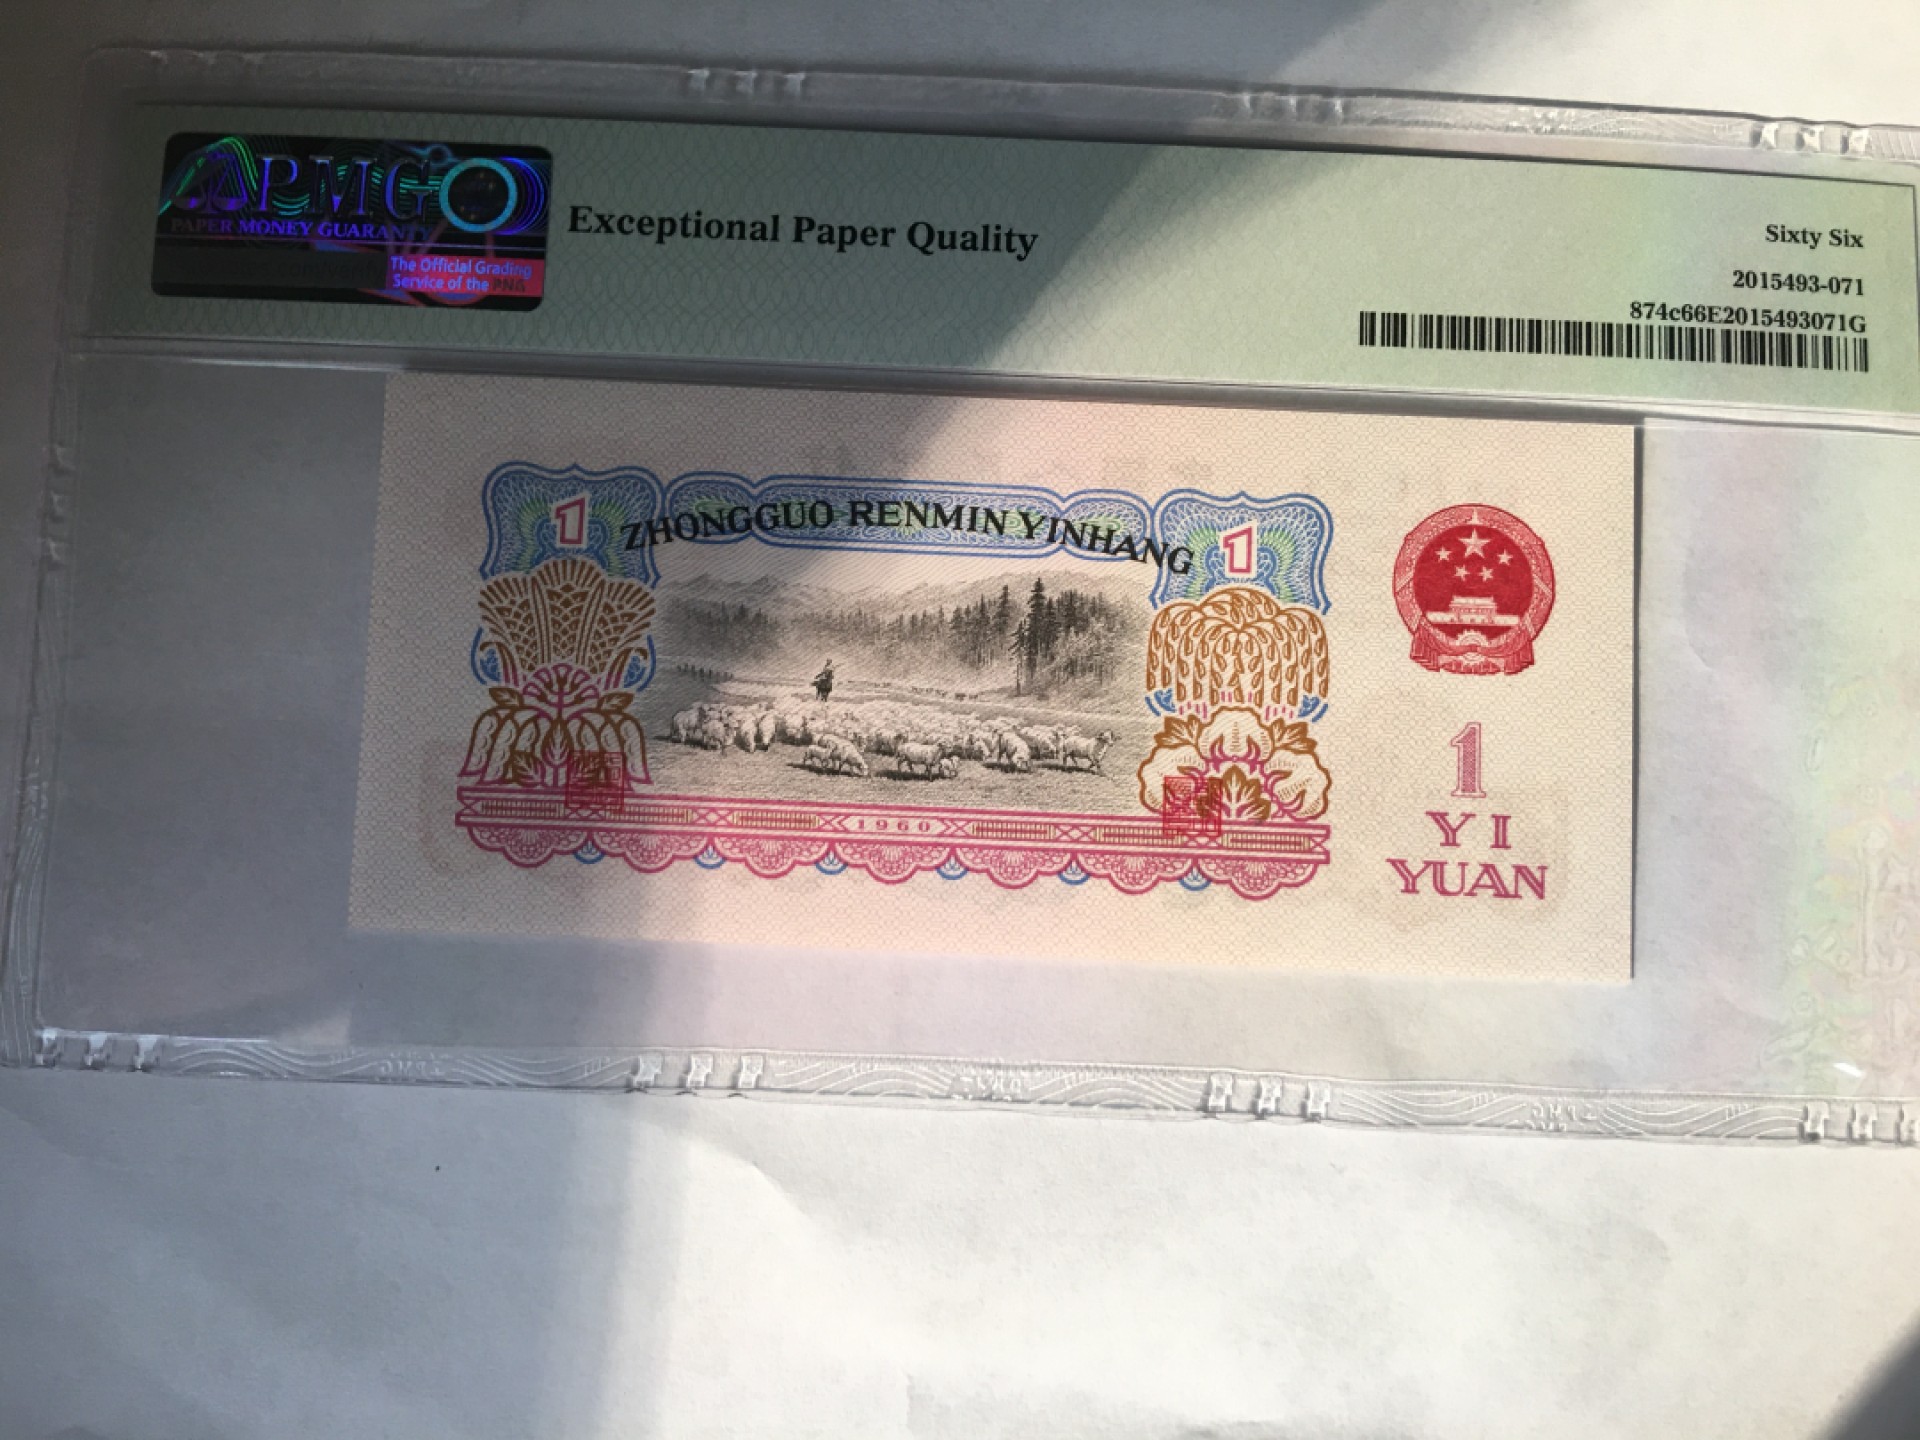 PMG
PAPER MONEY GUARANTY
The Official Grading
Service of the PNG
Exceptional Paper Quality
Sixty Six
2015493-071
874c66E2015493071G
1
ZHONGGUO RENMIN YINHANG
1
1960
1
YI
YUAN